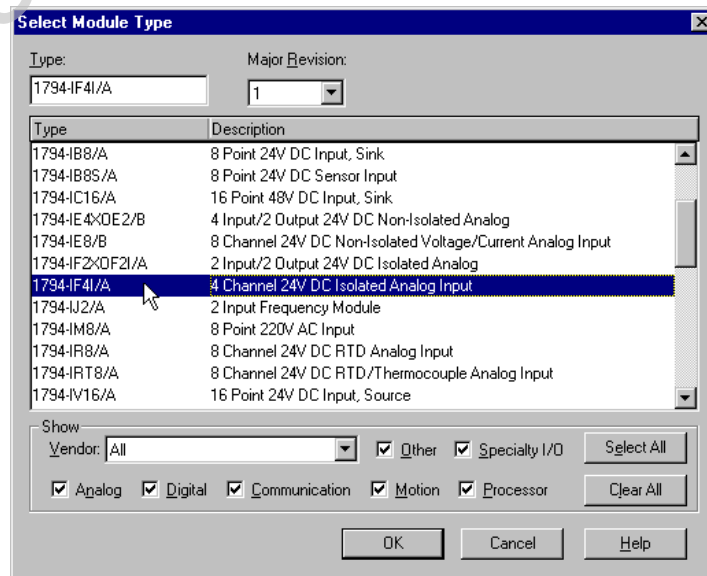 Select Module Type
Type:
Major Revision:
1794-IF4I/A
1
Type Description
1794-IB8/A 8 Point 24V DC Input, Sink
1794-IB8S/A 8 Point 24V DC Sensor Input
1794-IC16/A 16 Point 48V DC Input, Sink
1794-IE4XOE2/B 4 Input/2 Output 24V DC Non-Isolated Analog
1794-IE8/B 8 Channel 24V DC Non-Isolated Voltage/Current Analog Input
1794-IF2XOF2I/A 2 Input/2 Output 24V DC Isolated Analog
1794-IF4I/A 4 Channel 24V DC Isolated Analog Input
1794-IJ2/A 2 Input Frequency Module
1794-IM8/A 8 Point 220V AC Input
1794-IR8/A 8 Channel 24V DC RTD Analog Input
1794-IRT8/A 8 Channel 24V DC RTD/Thermocouple Analog Input
1794-IV16/A 16 Point 24V DC Input, Source
Show
Vendor: All Other Specialty I/O Select All
Analog Digital Communication Motion Processor Clear All
OK Cancel Help